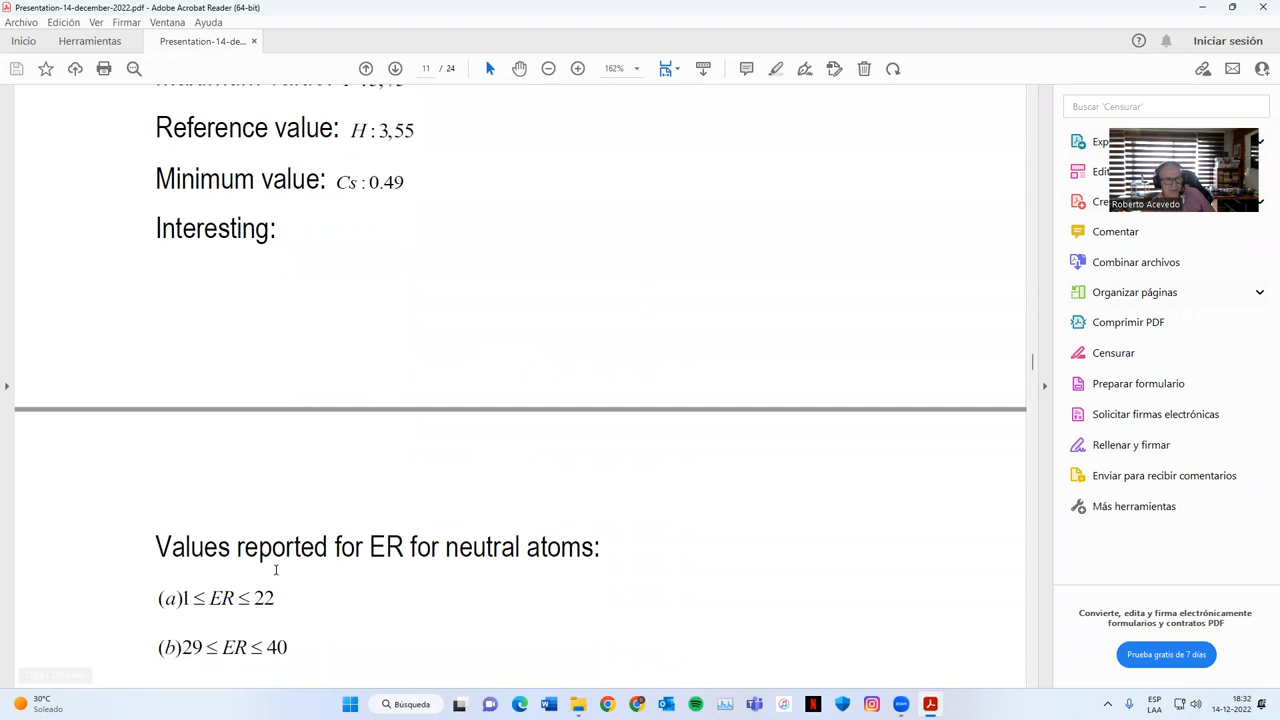 Presentation-14-december-2022.pdf - Adobe Acrobat Reader (64-bit)
Archivo Edición Ver Firmar Ventana Ayuda
Inicio Herramientas Presentation-14-de... × Iniciar sesión
11 / 24 162%
Reference value: H : 3,55
Minimum value: Cs : 0.49
Interesting:
Values reported for ER for neutral atoms:
(a)1 ≤ ER ≤ 22
(b)29 ≤ ER ≤ 40
Buscar 'Censurar'
Roberto Acevedo
Comentar
Combinar archivos
Organizar páginas
Comprimir PDF
Censurar
Preparar formulario
Solicitar firmas electrónicas
Rellenar y firmar
Enviar para recibir comentarios
Más herramientas
Convierte, edita y firma electrónicamente
formularios y contratos PDF
Prueba gratis de 7 días
30°C
Soleado
Búsqueda
ESP
LAA
18:32
14-12-2022